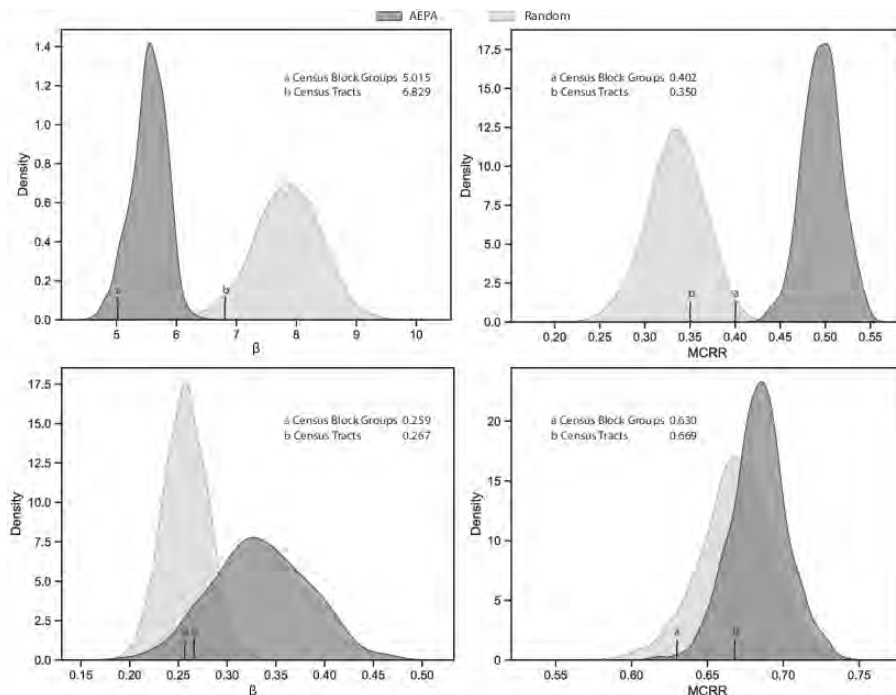 AEPA Random
1.4
1.2
1.0
0.8
0.6
0.4
0.2
0.0
Density
a Census Block Groups 5.015
b Census Tracts 6.829
a
b
5 6 7 8 9 10
β
17.5
15.0
12.5
10.0
7.5
5.0
2.5
0.0
Density
a Census Block Groups 0.402
b Census Tracts 0.350
b
a
0.20 0.25 0.30 0.35 0.40 0.45 0.50 0.55
MCRR
17.5
15.0
12.5
10.0
7.5
5.0
2.5
0.0
Density
a Census Block Groups 0.259
b Census Tracts 0.267
0.15 0.20 0.25 0.30 0.35 0.40 0.45 0.50
β
20
15
10
5
0
Density
a Census Block Groups 0.630
b Census Tracts 0.669
a
b
0.55 0.60 0.65 0.70 0.75
MCRR